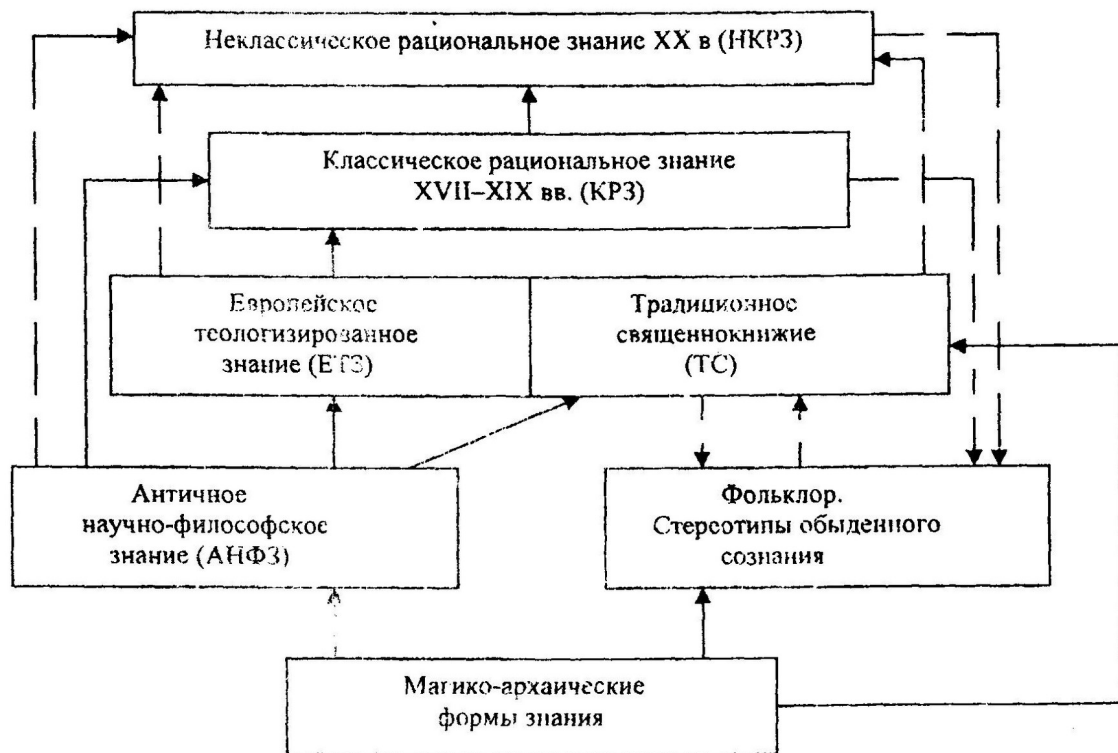 Неклассическое рациональное знание XX в (НКРЗ)
Классическое рациональное знание
XVII–XIX вв. (КРЗ)
Европейское
теологизированное
знание (ЕТЗ)
Традиционное
священнокнижие
(ТС)
Античное
научно-философское
знание (АНФЗ)
Фольклор.
Стереотипы обыденного
сознания
Магико-архаические
формы знания